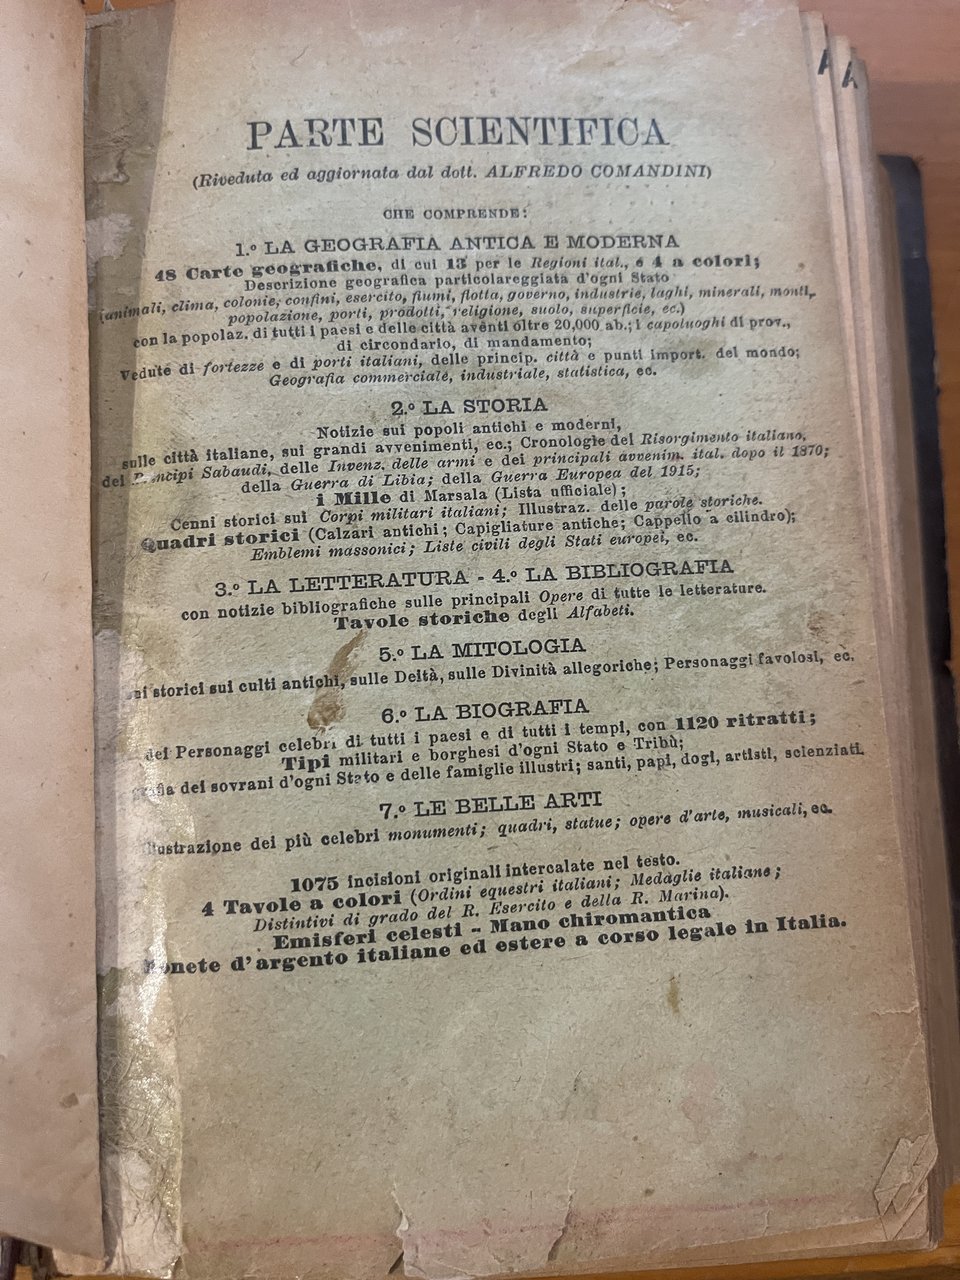 PARTE SCIENTIFICA
(Riveduta ed aggiornata dal dott. ALFREDO COMANDINI)
CHE COMPRENDE:
1.º LA GEOGRAFIA ANTICA E MODERNA
48 Carte geografiche, di cui 13 per le Regioni ital., e 4 a colori;
Descrizione geografica particolareggiata d'ogni Stato
(animali, clima, colonie, confini, esercito, fiumi, flotta, governo, industrie, laghi, minerali, monti,
popolazione, porti, prodotti, religione, suolo, superficie, ec.)
con la popolaz. di tutti i paesi e delle città aventi oltre 20,000 ab.; i capoluoghi di prov.,
di circondario, di mandamento;
Vedute di fortezze e di porti italiani, delle princip. città e punti import. del mondo;
Geografia commerciale, industriale, statistica, ec.
2.º LA STORIA
Notizie sui popoli antichi e moderni,
sulle città italiane, sui grandi avvenimenti, ec.; Cronologie del Risorgimento italiano,
dei Principi Sabaudi, delle Invenz. delle armi e dei principali avvenim. ital. dopo il 1870;
della Guerra di Libia; della Guerra Europea del 1915;
i Mille di Marsala (Lista ufficiale);
Cenni storici sui Corpi militari italiani; Illustraz. delle parole storiche.
Quadri storici (Calzari antichi; Capigliature antiche; Cappello a cilindro);
Emblemi massonici; Liste civili degli Stati europei, ec.
3.º LA LETTERATURA - 4.º LA BIBLIOGRAFIA
con notizie bibliografiche sulle principali Opere di tutte le letterature.
Tavole storiche degli Alfabeti.
5.º LA MITOLOGIA
storici sui culti antichi, sulle Deità, sulle Divinità allegoriche; Personaggi favolosi, ec.
6.º LA BIOGRAFIA
dei Personaggi celebri di tutti i paesi e di tutti i tempi, con 1120 ritratti;
Tipi militari e borghesi d'ogni Stato e Tribù;
dei sovrani d'ogni Stato e delle famiglie illustri; santi, papi, dogi, artisti, scienziati.
7.º LE BELLE ARTI
Illustrazione dei più celebri monumenti; quadri, statue; opere d'arte, musicali, ec.
1075 incisioni originali intercalate nel testo.
4 Tavole a colori (Ordini equestri italiani; Medaglie italiane;
Distintivi di grado del R. Esercito e della R. Marina).
Emisferi celesti - Mano chiromantica
Monete d'argento italiane ed estere a corso legale in Italia.